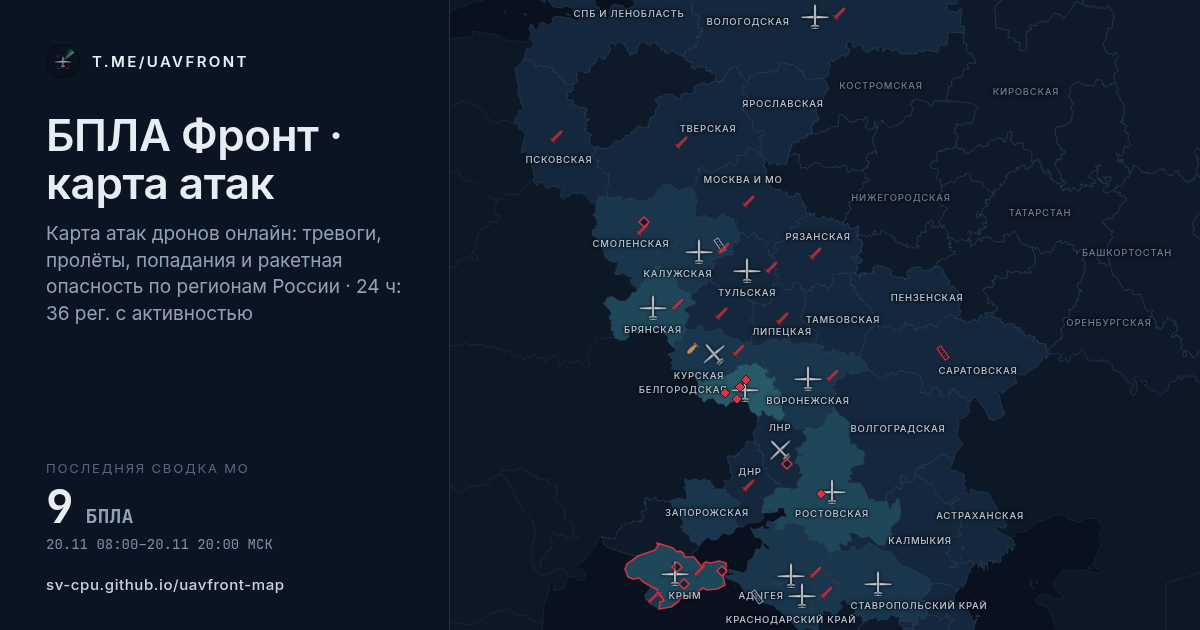 T.ME/UAVFRONT
БПЛА Фронт ·
карта атак
Карта атак дронов онлайн: тревоги,
пролёты, попадания и ракетная
опасность по регионам России · 24 ч:
36 рег. с активностью
ПОСЛЕДНЯЯ СВОДКА МО
9 БПЛА
20.11 08:00–20.11 20:00 МСК
sv-cpu.github.io/uavfront-map
СПБ И ЛЕНОБЛАСТЬ
ВОЛОГОДСКАЯ
КОСТРОМСКАЯ
КИРОВСКАЯ
ЯРОСЛАВСКАЯ
ТВЕРСКАЯ
ПСКОВСКАЯ
МОСКВА И МО
НИЖЕГОРОДСКАЯ
ТАТАРСТАН
СМОЛЕНСКАЯ
РЯЗАНСКАЯ
БАШКОРТОСТАН
КАЛУЖСКАЯ
ТУЛЬСКАЯ
ПЕНЗЕНСКАЯ
БРЯНСКАЯ
ЛИПЕЦКАЯ
ТАМБОВСКАЯ
ОРЕНБУРГСКАЯ
КУРСКАЯ
САРАТОВСКАЯ
БЕЛГОРОДСКАЯ
ВОРОНЕЖСКАЯ
ЛНР
ВОЛГОГРАДСКАЯ
ДНР
ЗАПОРОЖСКАЯ
РОСТОВСКАЯ
АСТРАХАНСКАЯ
КАЛМЫКИЯ
КРЫМ
АДЫГЕЯ
СТАВРОПОЛЬСКИЙ КРАЙ
КРАСНОДАРСКИЙ КРАЙ